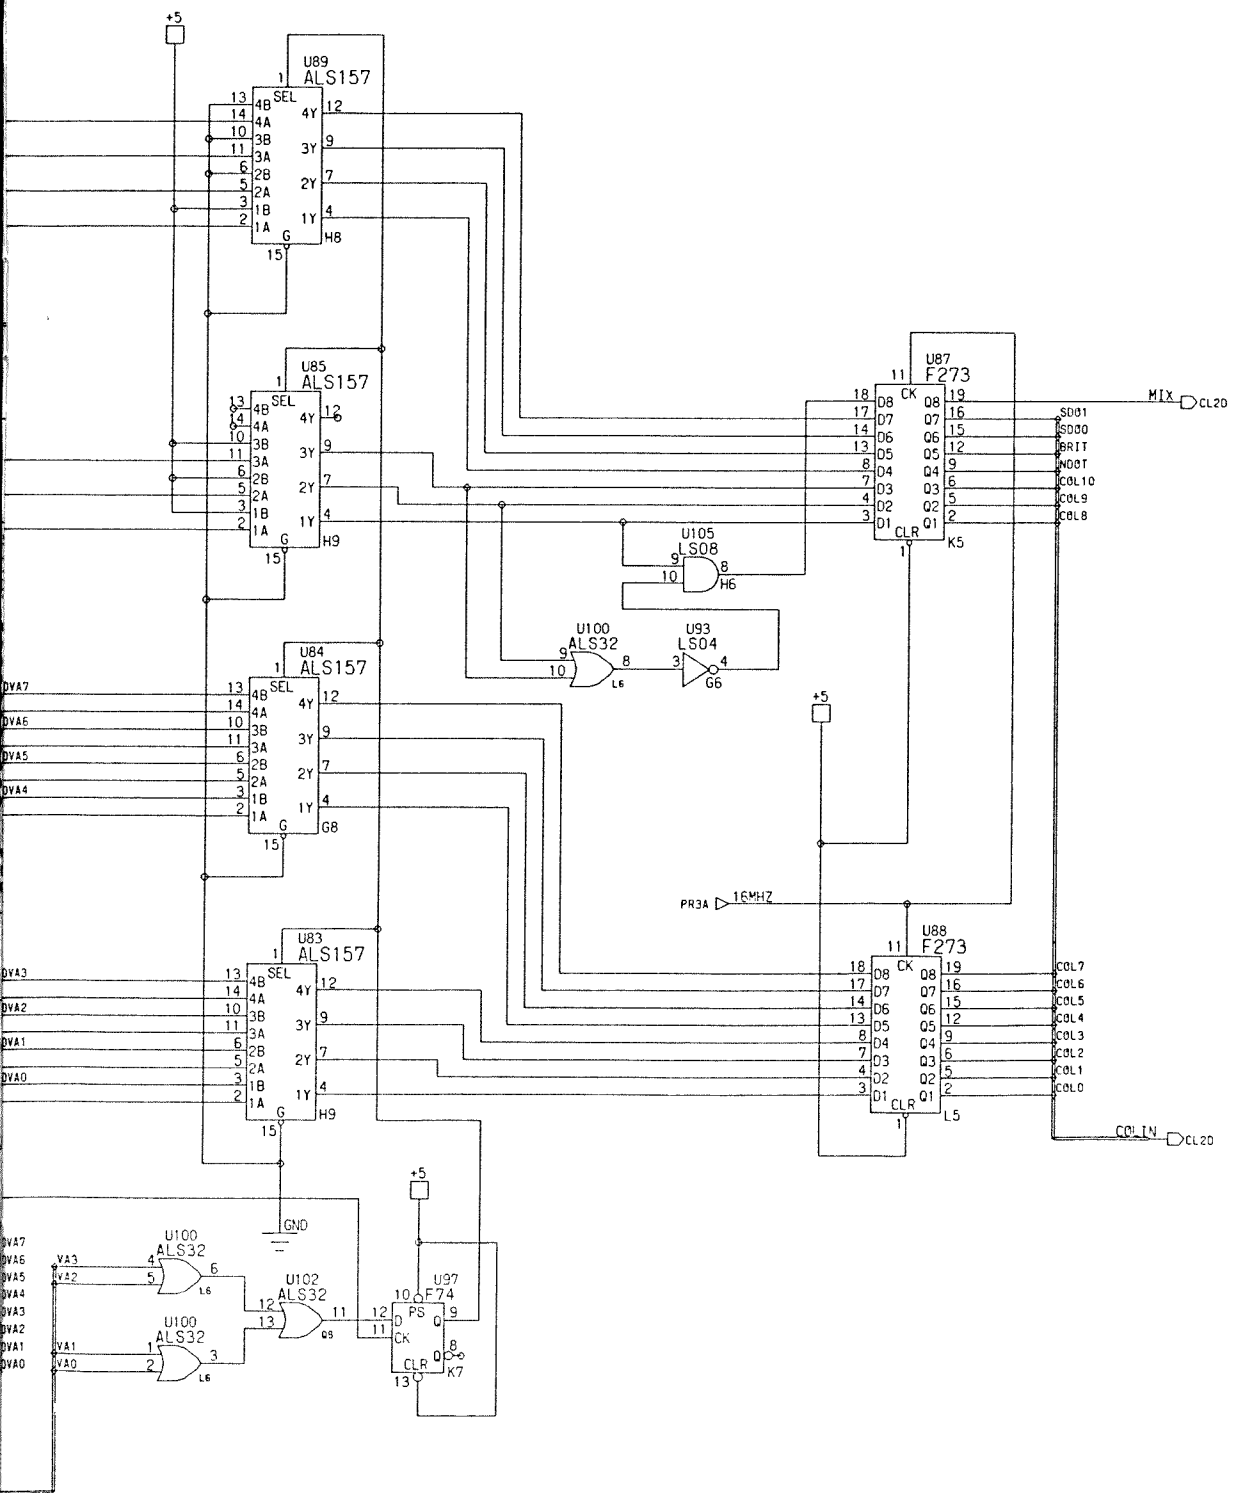 +5
U89
ALS157
1
SEL
13 4B
14 4A
10 3B
11 3A
6 2B
5 2A
3 1B
2 1A
4Y 12
3Y 9
2Y 7
1Y 4
G
15
H8
U85
ALS157
1
SEL
13 4B
14 4A
10 3B
11 3A
6 2B
5 2A
3 1B
2 1A
4Y 12
3Y 9
2Y 7
1Y 4
G
15
H9
U87
F273
11
CK
18 D8 Q8 19
17 D7 Q7 16
14 D6 Q6 15
13 D5 Q5 12
8 D4 Q4 9
7 D3 Q3 6
4 D2 Q2 5
3 D1 Q1 2
CLR
1
K5
MIX CL2D
SD01
SD00
BRIT
NDOT
COL10
COL9
COL8
U105
LS08
9
10
8
H6
U100
ALS32
9
10
8
L6
U93
LS04
3
4
G6
U84
ALS157
1
SEL
DVA7 13 4B
14 4A
DVA6 10 3B
11 3A
DVA5 6 2B
5 2A
DVA4 3 1B
2 1A
4Y 12
3Y 9
2Y 7
1Y 4
G
15
G8
+5
PR3A 16MHZ
U83
ALS157
1
SEL
DVA3 13 4B
14 4A
DVA2 10 3B
11 3A
DVA1 6 2B
5 2A
DVA0 3 1B
2 1A
4Y 12
3Y 9
2Y 7
1Y 4
G
15
H9
U88
F273
11
CK
18 D8 Q8 19 COL7
17 D7 Q7 16 COL6
14 D6 Q6 15 COL5
13 D5 Q5 12 COL4
8 D4 Q4 9 COL3
7 D3 Q3 6 COL2
4 D2 Q2 5 COL1
3 D1 Q1 2 COL0
CLR
1
L5
COLIN CL2D
GND
+5
DVA7
DVA6
DVA5
DVA4
DVA3
DVA2
DVA1
DVA0
VA3
VA2
VA1
VA0
U100
ALS32
4
5
6
L6
U100
ALS32
1
2
3
L6
U102
ALS32
12
13
11
U97
F74
10
PS
12 D Q 9
11 CK
Q 8
CLR
13
K7